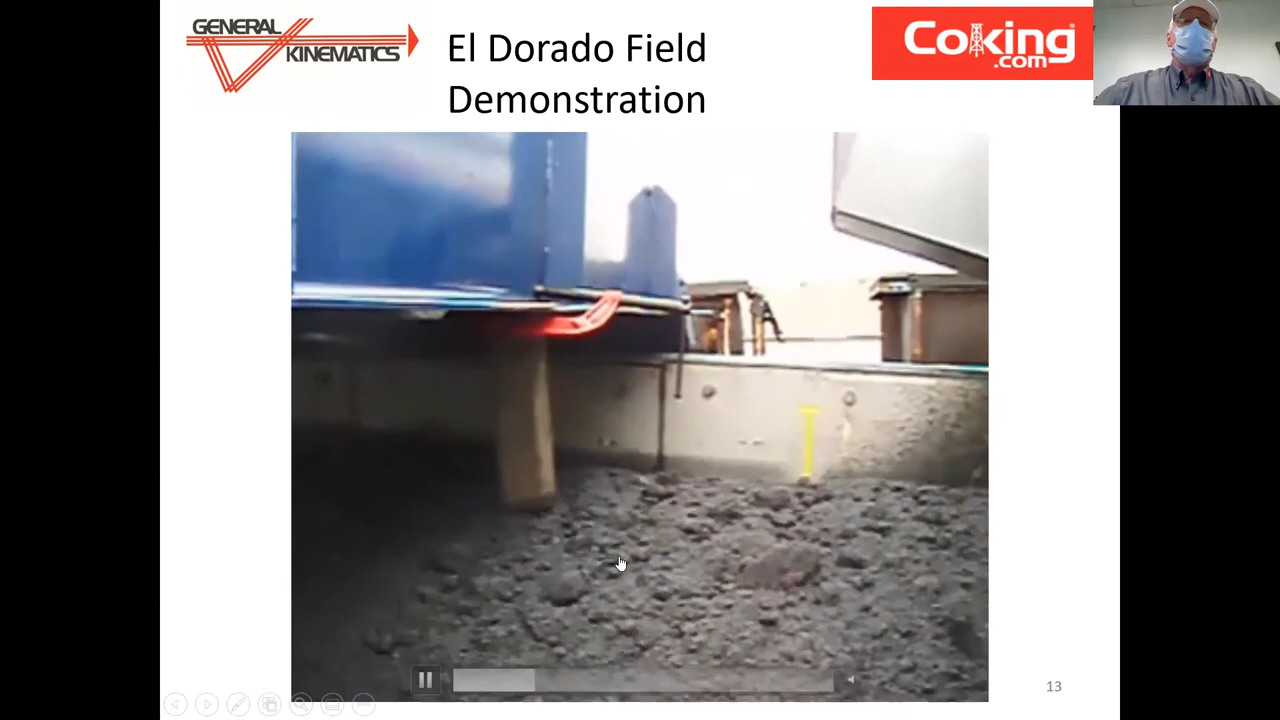 GENERAL
KINEMATICS
El Dorado Field
Demonstration
Coking
.com
13